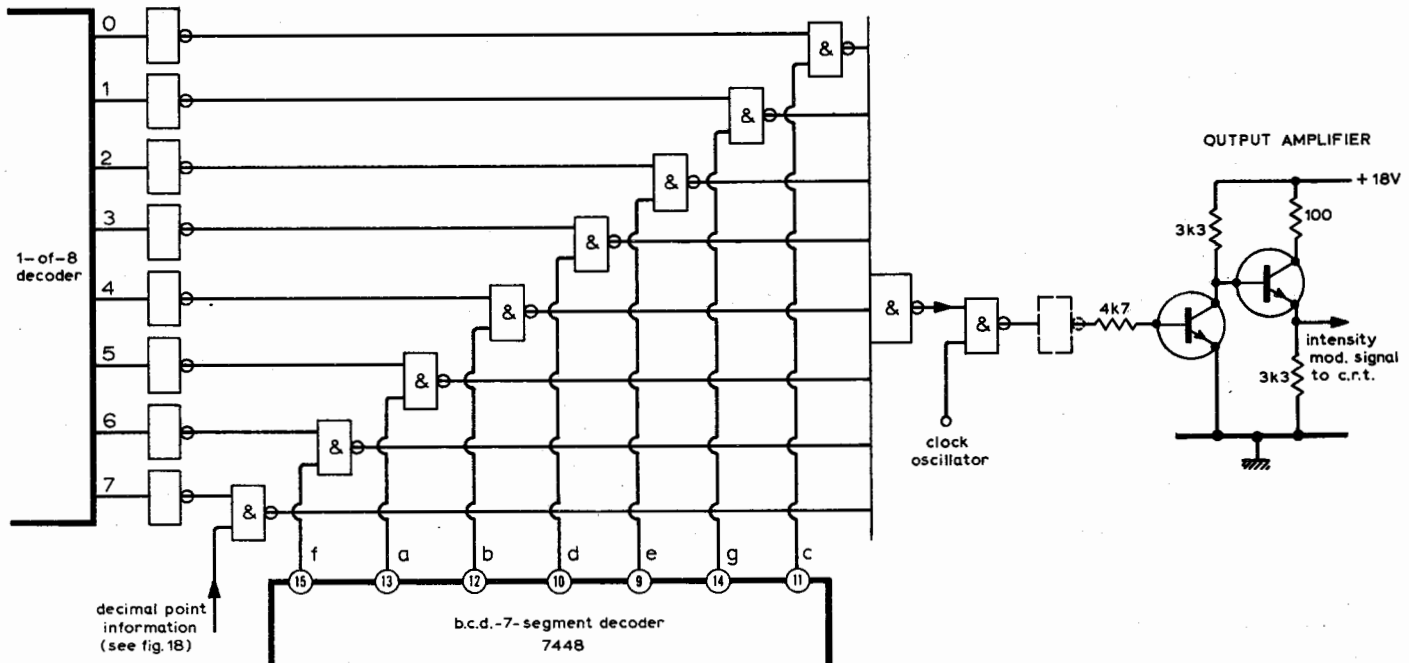 0
&
1
&
2
&
3
&
4
&
5
&
6
&
7
&
1-of-8
decoder
&
&
OUTPUT AMPLIFIER
+ 18V
3k3
100
4k7
3k3
intensity
mod. signal
to c.r.t.
clock
oscillator
f
a
b
d
e
g
c
15
13
12
10
9
14
11
decimal point
information
(see fig. 18)
b.c.d.-7-segment decoder
7448